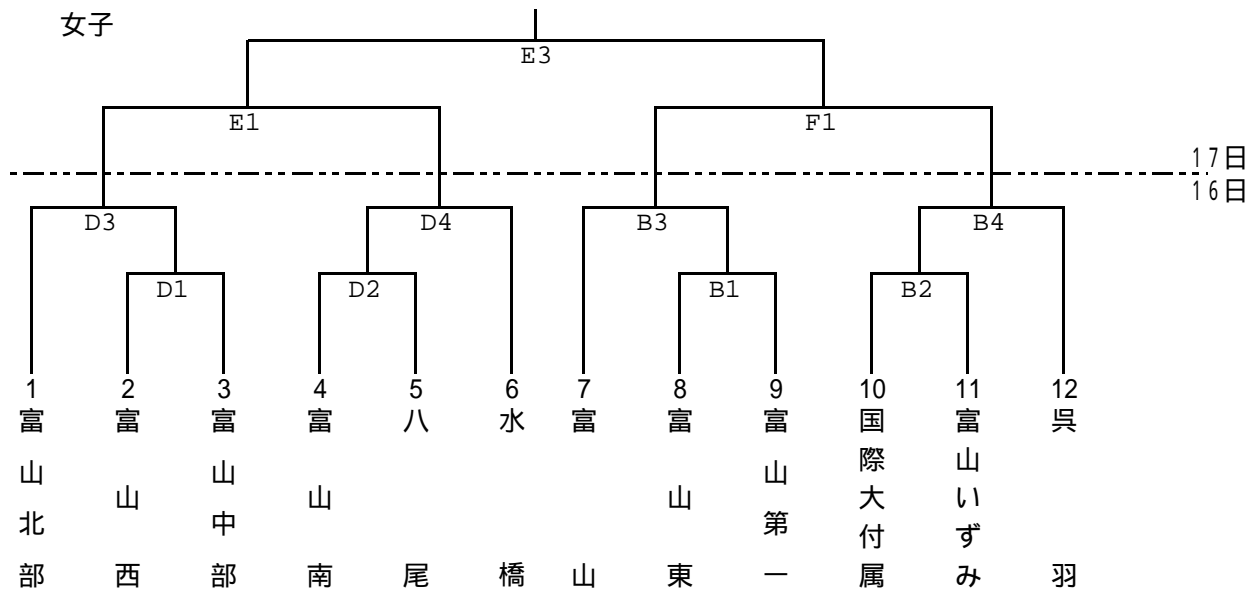 女子
E3
E1
F1
17日
16日
D3
D4
B3
B4
D1
D2
B1
B2
1
富山北部
2
富山西
3
富山中部
4
富山南
5
八尾
6
水橋
7
富山
8
富山東
9
富山第一
10
国際大付属
11
富山いずみ
12
呉羽